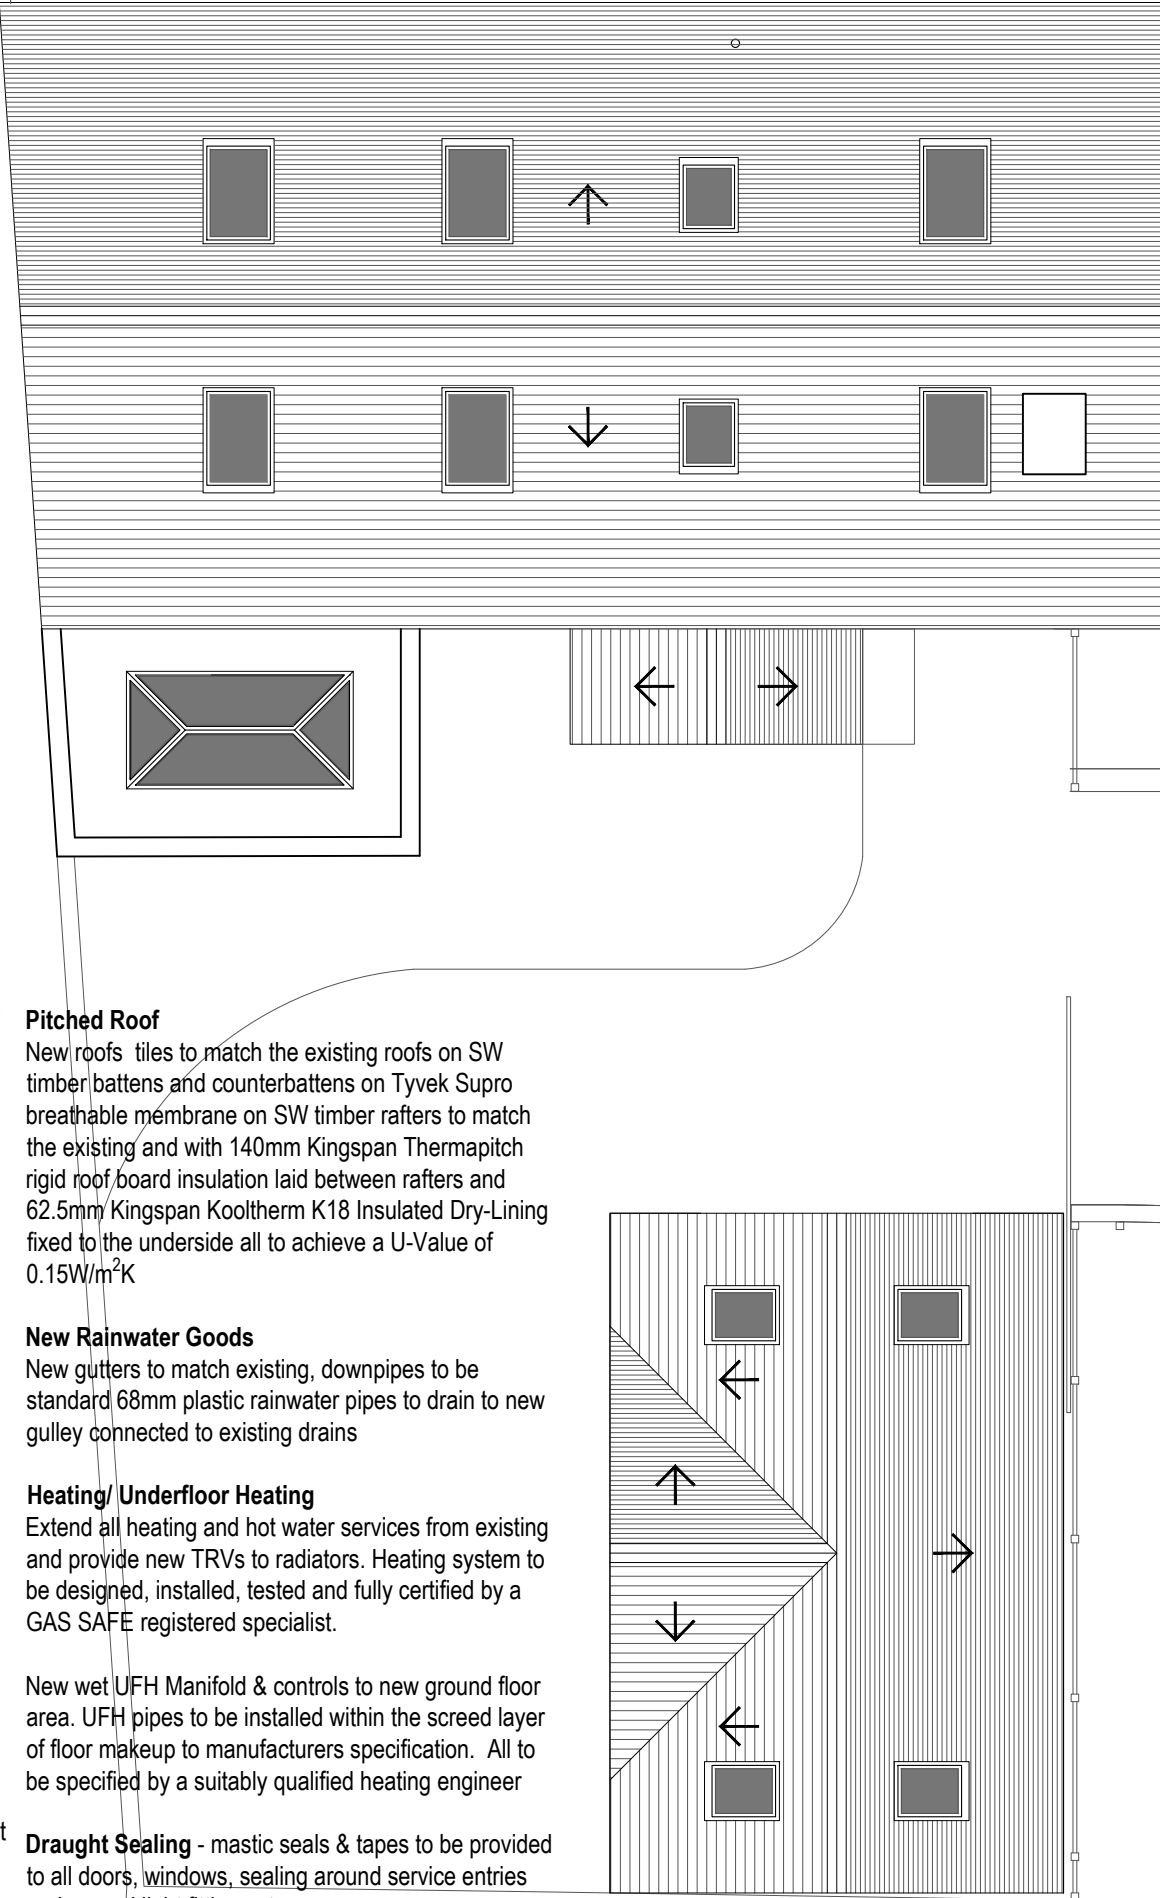 Pitched Roof
New roofs  tiles to match the existing roofs on SW
timber battens and counterbattens on Tyvek Supro
breathable membrane on SW timber rafters to match
the existing and with 140mm Kingspan Thermapitch
rigid roof board insulation laid between rafters and
62.5mm Kingspan Kooltherm K18 Insulated Dry-Lining
fixed to the underside all to achieve a U-Value of
0.15W/m²K
New Rainwater Goods
New gutters to match existing, downpipes to be
standard 68mm plastic rainwater pipes to drain to new
gulley connected to existing drains
Heating/ Underfloor Heating
Extend all heating and hot water services from existing
and provide new TRVs to radiators. Heating system to
be designed, installed, tested and fully certified by a
GAS SAFE registered specialist.
New wet UFH Manifold & controls to new ground floor
area. UFH pipes to be installed within the screed layer
of floor makeup to manufacturers specification.  All to
be specified by a suitably qualified heating engineer
t
Draught Sealing - mastic seals & tapes to be provided
to all doors, windows, sealing around service entries